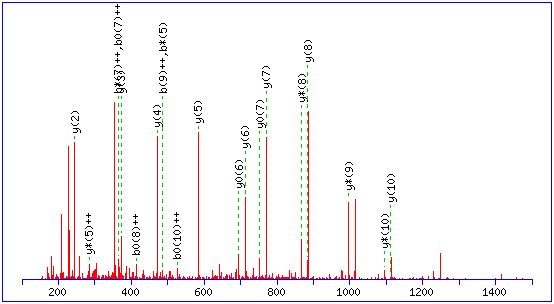 y(2)
y*(5)++
b*(7)++,b0(7)++
y(3)
b0(8)++
y(4)
b(9)++,b*(5)
b0(10)++
y(5)
y0(6)
y(6)
y0(7)
y(7)
y*(8)
y(8)
y*(9)
y*(10)
y(10)
200 400 600 800 1000 1200 1400